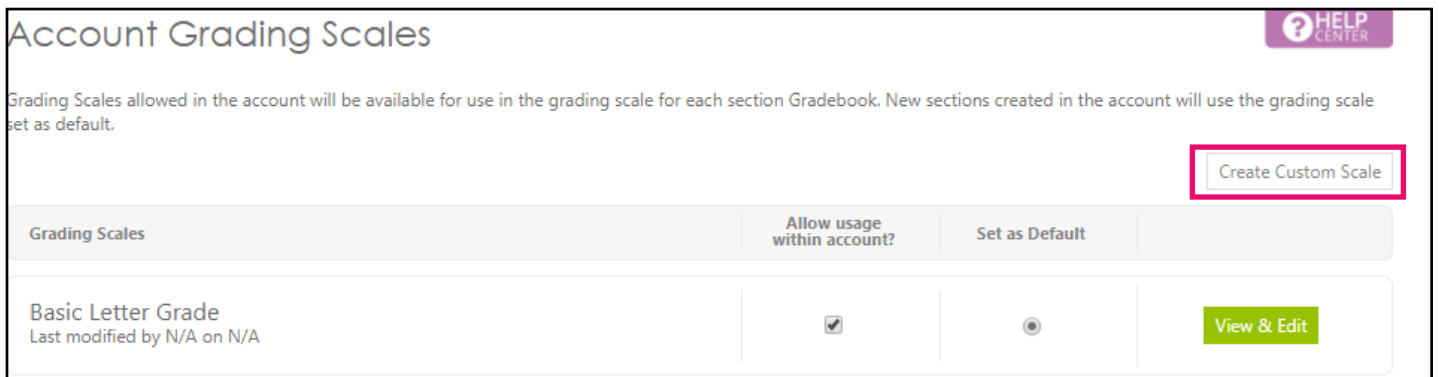 Account Grading Scales
? HELP
CENTER
Grading Scales allowed in the account will be available for use in the grading scale for each section Gradebook. New sections created in the account will use the grading scale
set as default.
Create Custom Scale
Grading Scales
Allow usage
within account?
Set as Default
Basic Letter Grade
Last modified by N/A on N/A
View & Edit